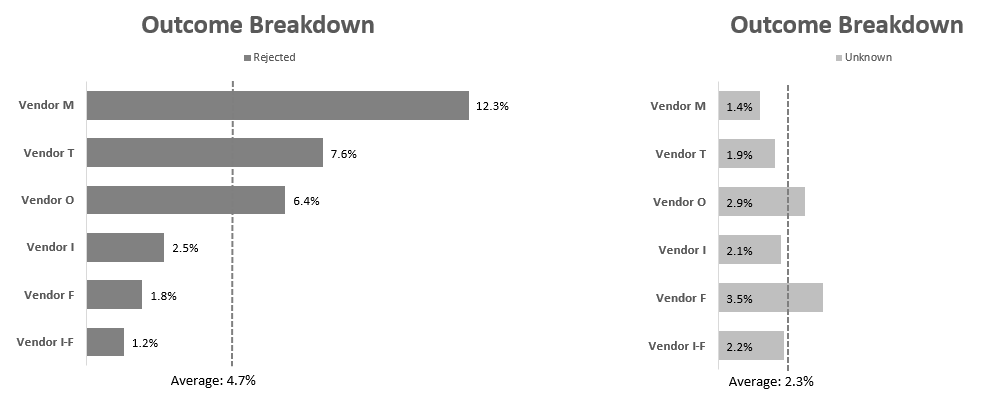 Outcome Breakdown
Rejected
Vendor M
12.3%
Vendor T
7.6%
Vendor O
6.4%
Vendor I
2.5%
Vendor F
1.8%
Vendor I-F
1.2%
Average: 4.7%
Outcome Breakdown
Unknown
Vendor M
1.4%
Vendor T
1.9%
Vendor O
2.9%
Vendor I
2.1%
Vendor F
3.5%
Vendor I-F
2.2%
Average: 2.3%